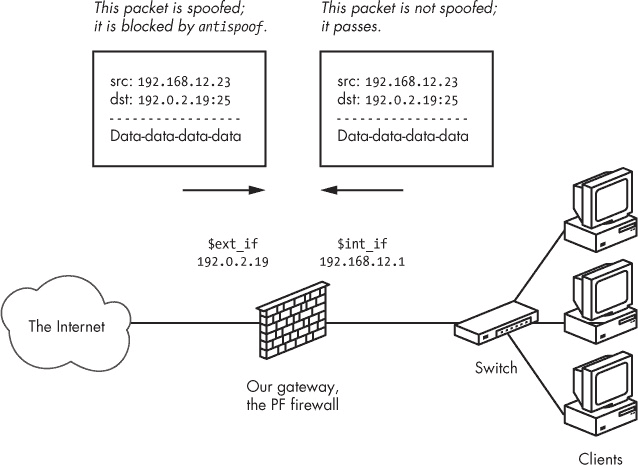 This packet is spoofed;
it is blocked by antispoof.
This packet is not spoofed;
it passes.
src: 192.168.12.23
dst: 192.0.2.19:25
- - - - - - - - - - - - - -
Data-data-data-data
src: 192.168.12.23
dst: 192.0.2.19:25
- - - - - - - - - - - - - -
Data-data-data-data
$ext_if
192.0.2.19
$int_if
192.168.12.1
The Internet
Our gateway,
the PF firewall
Switch
Clients